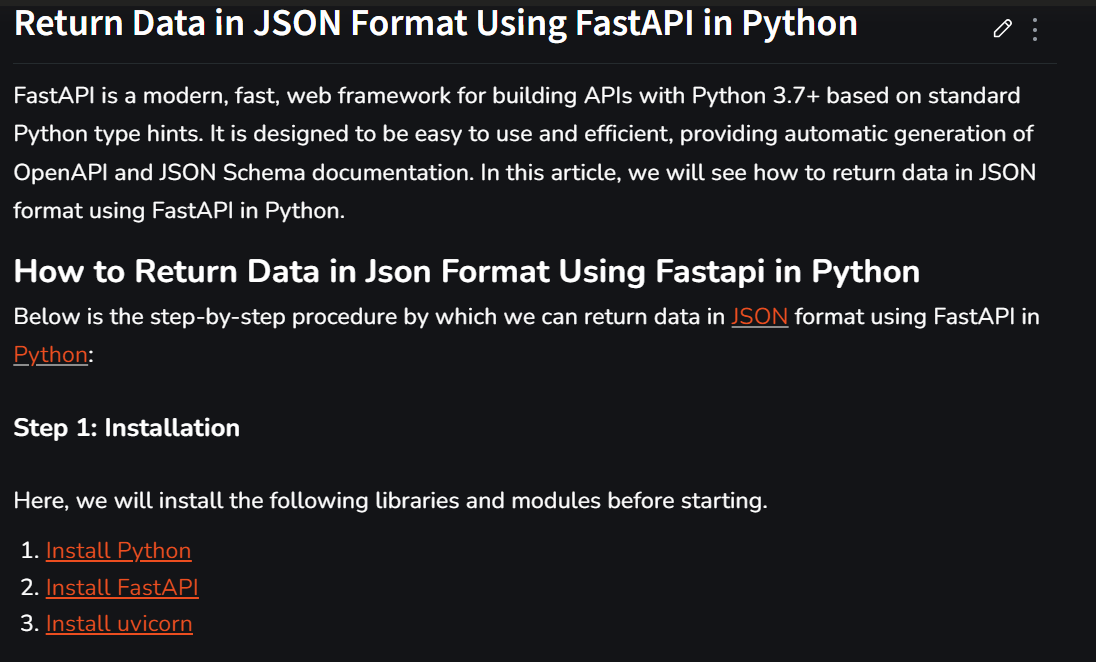 Return Data in JSON Format Using FastAPI in Python
FastAPI is a modern, fast, web framework for building APIs with Python 3.7+ based on standard
Python type hints. It is designed to be easy to use and efficient, providing automatic generation of
OpenAPI and JSON Schema documentation. In this article, we will see how to return data in JSON
format using FastAPI in Python.
How to Return Data in Json Format Using Fastapi in Python
Below is the step-by-step procedure by which we can return data in JSON format using FastAPI in
Python:
Step 1: Installation
Here, we will install the following libraries and modules before starting.
1. Install Python
2. Install FastAPI
3. Install uvicorn